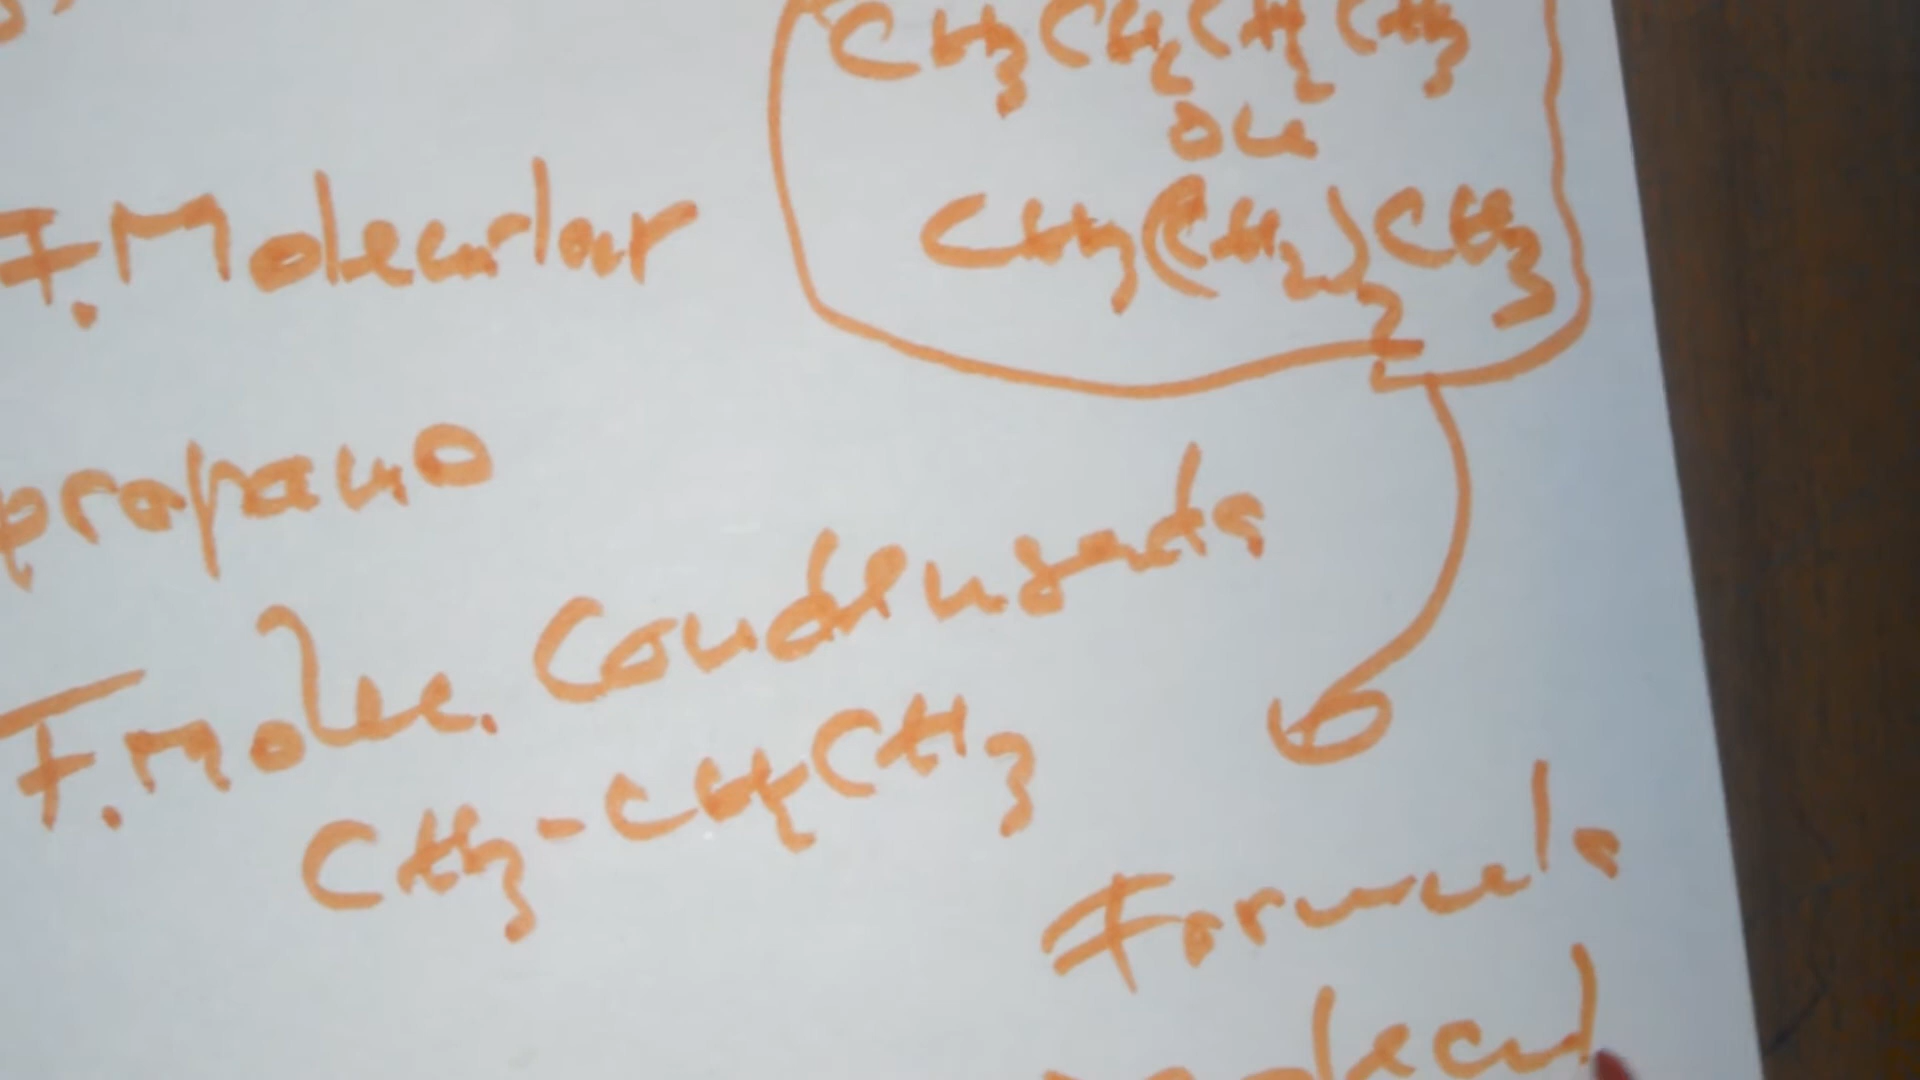 CH3CH2CH2CH3
ou
CH3(CH2)2CH3
F. Molecular
propano
F. Molec. Condensada
CH3-CH2CH3
Formula